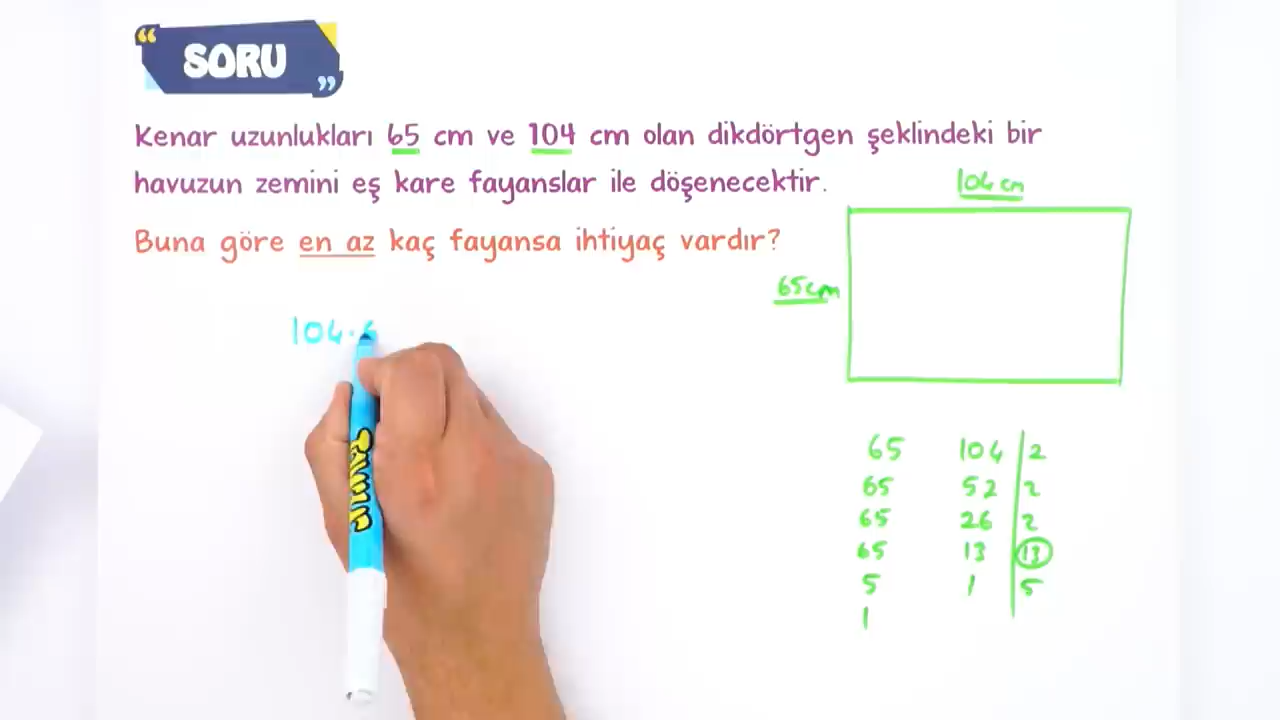 “ SORU ”
Kenar uzunlukları 65 cm ve 104 cm olan dikdörtgen şeklindeki bir
havuzun zemini eş kare fayanslar ile döşenecektir.
104 cm
Buna göre en az kaç fayansa ihtiyaç vardır?
65cm
104.
65 104 2
65 52 2
65 26 2
65 13 13
5 1 5
1